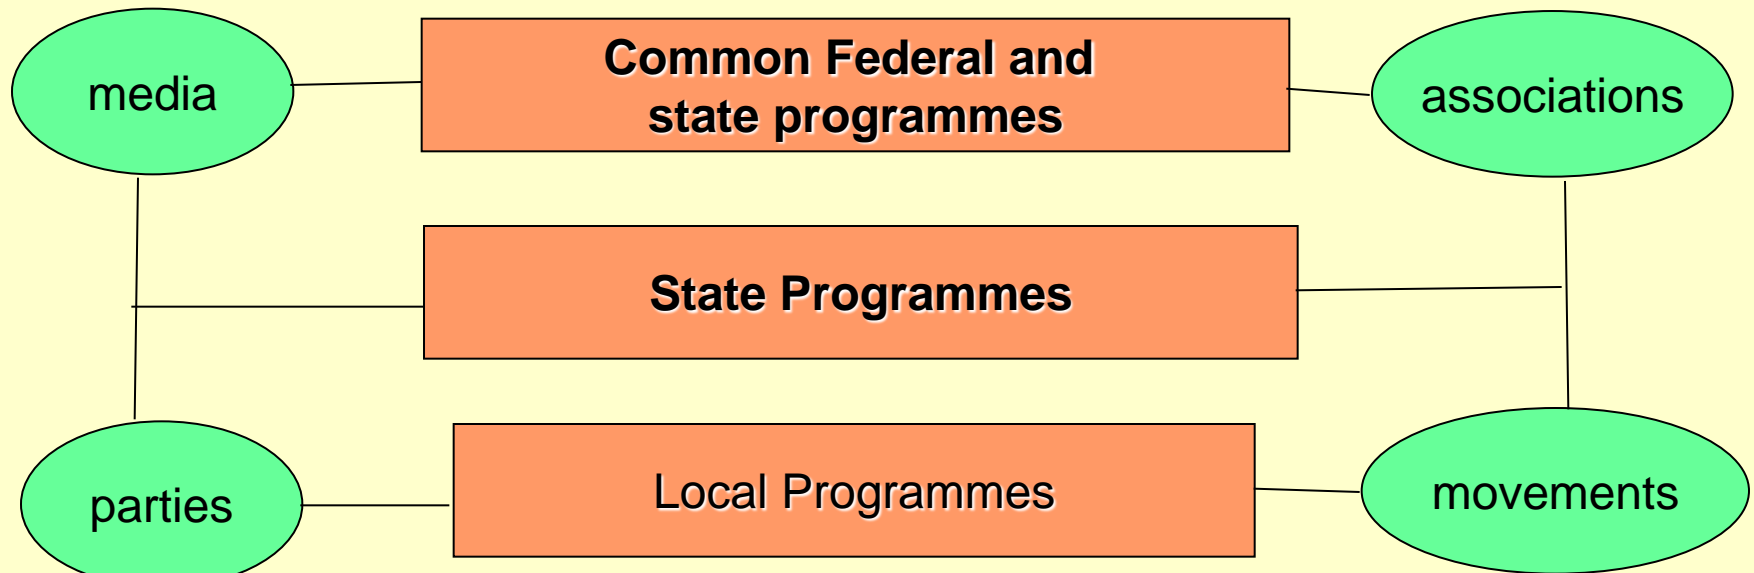 media
Common Federal and
state programmes
associations
State Programmes
parties
Local Programmes
movements